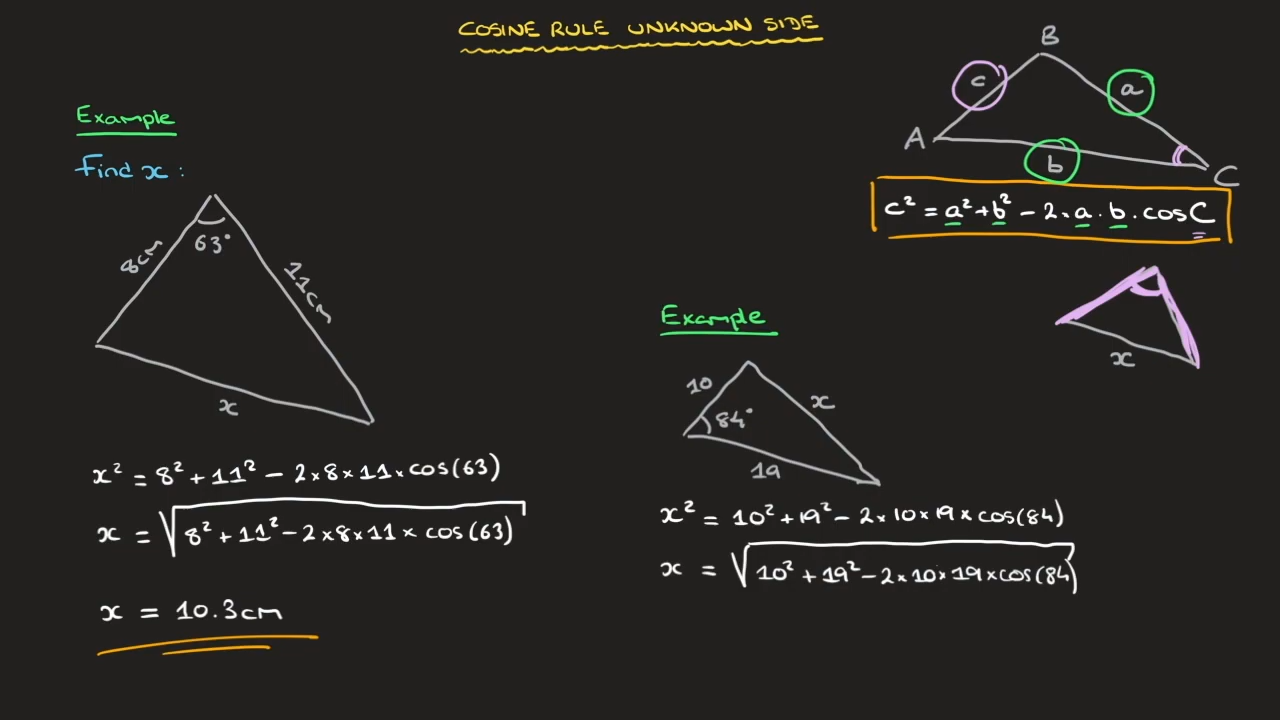 COSINE RULE UNKNOWN SIDE
B
c
a
A
b
C
c² = a² + b² - 2·a·b·cosC
x
Example
Find x :
63°
8cm
11cm
x
x² = 8² + 11² - 2×8×11×cos(63)
x = √8² + 11² - 2×8×11×cos(63)
x = 10.3cm
Example
10
x
84°
19
x² = 10² + 19² - 2×10×19×cos(84)
x = √10² + 19² - 2×10×19×cos(84)